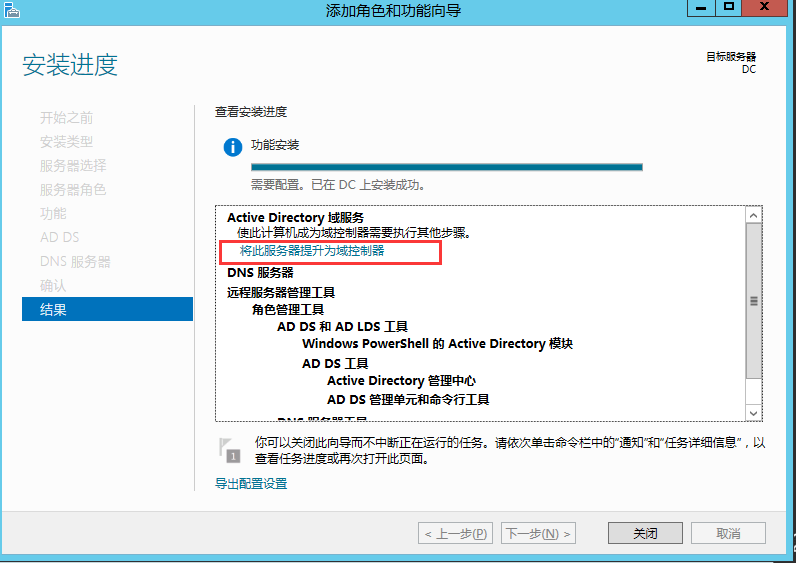 添加角色和功能向导
安装进度
目标服务器
DC
开始之前
安装类型
服务器选择
服务器角色
功能
AD DS
DNS 服务器
确认
结果
查看安装进度
功能安装
需要配置。已在 DC 上安装成功。
Active Directory 域服务
使此计算机成为域控制器需要执行其他步骤。
将此服务器提升为域控制器
DNS 服务器
远程服务器管理工具
角色管理工具
AD DS 和 AD LDS 工具
Windows PowerShell 的 Active Directory 模块
AD DS 工具
Active Directory 管理中心
AD DS 管理单元和命令行工具
DNS 服务器工具
1
你可以关闭此向导而不中断正在运行的任务。请依次单击命令栏中的“通知”和“任务详细信息”，以
查看任务进度或再次打开此页面。
导出配置设置
< 上一步(P)
下一步(N) >
关闭
取消